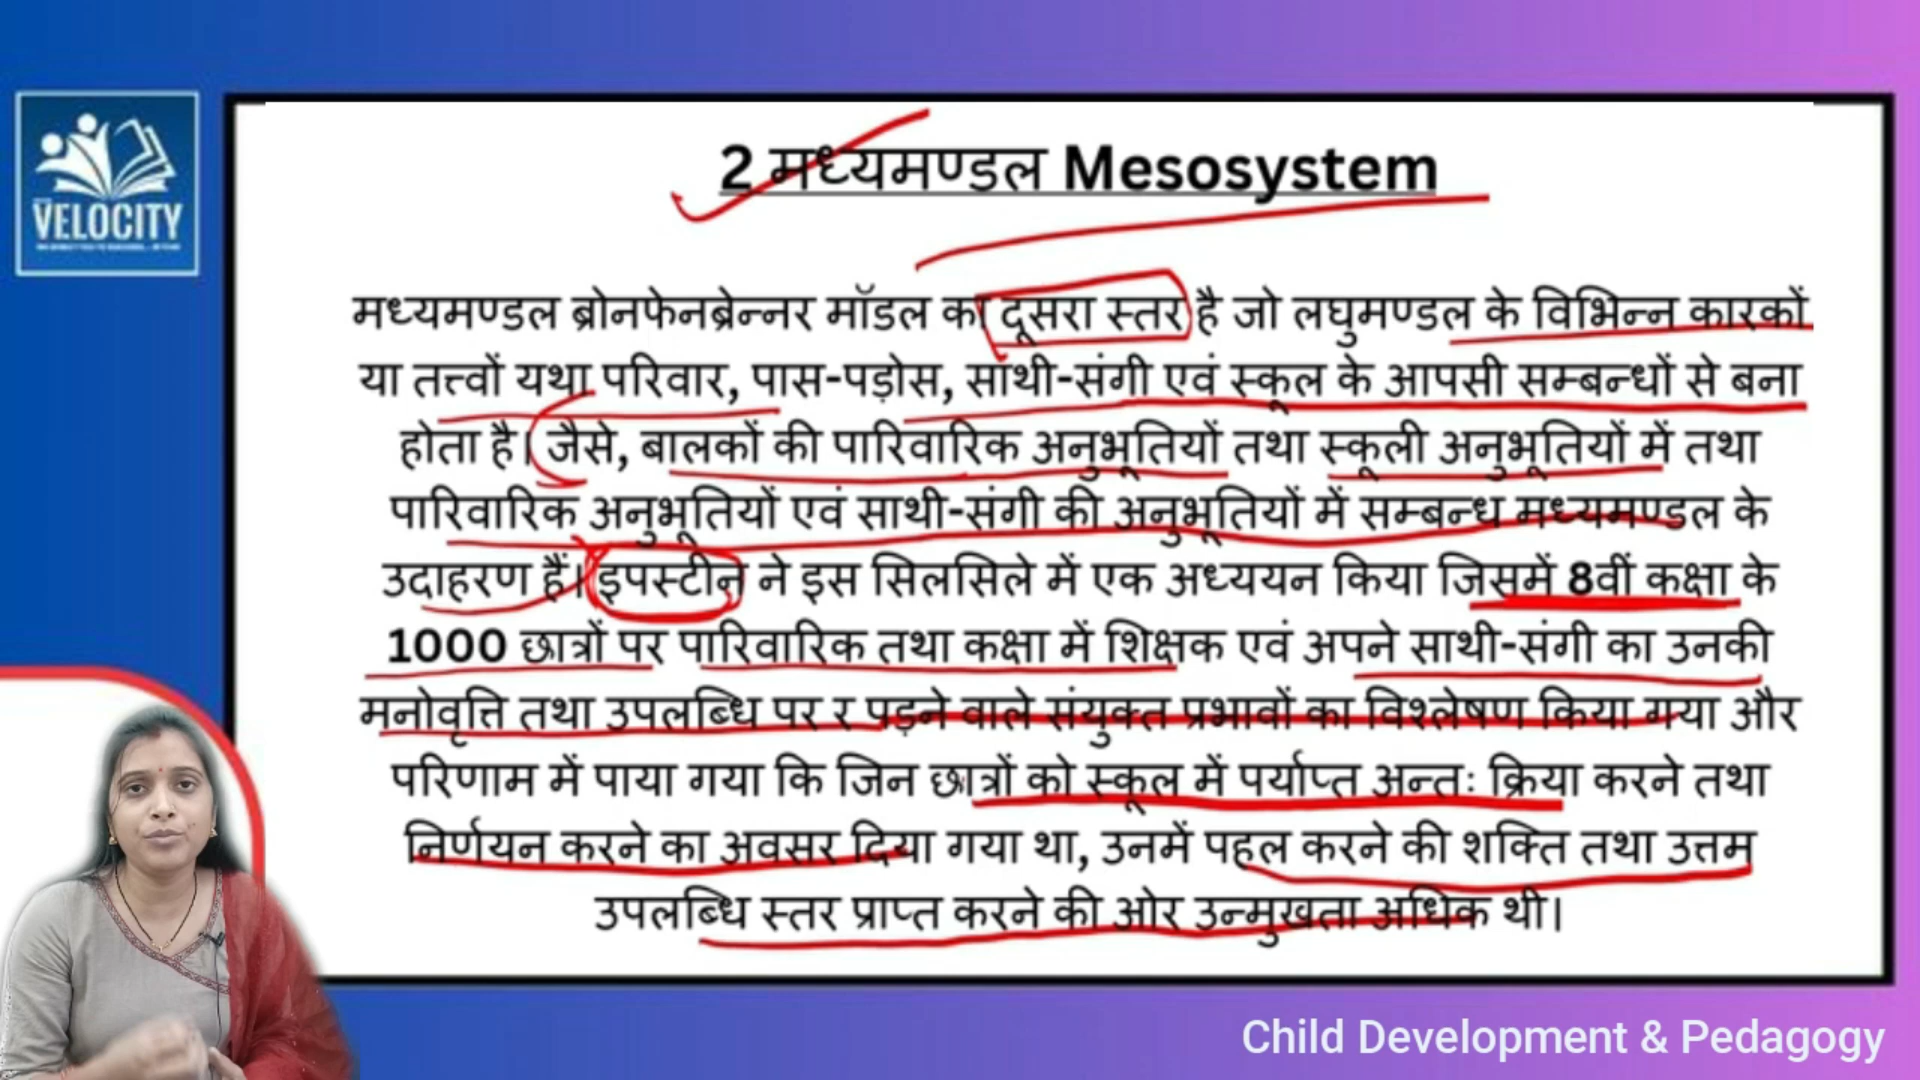 VELOCITY
2 मध्यमण्डल Mesosystem
मध्यमण्डल ब्रोनफेनब्रेन्नर मॉडल का दूसरा स्तर है जो लघुमण्डल के विभिन्न कारकों
या तत्त्वों यथा परिवार, पास-पड़ोस, साथी-संगी एवं स्कूल के आपसी सम्बन्धों से बना
होता है। जैसे, बालकों की पारिवारिक अनुभूतियों तथा स्कूली अनुभूतियों में तथा
पारिवारिक अनुभूतियों एवं साथी-संगी की अनुभूतियों में सम्बन्ध मध्यमण्डल के
उदाहरण हैं। इपस्टीन ने इस सिलसिले में एक अध्ययन किया जिसमें 8वीं कक्षा के
1000 छात्रों पर पारिवारिक तथा कक्षा में शिक्षक एवं अपने साथी-संगी का उनकी
मनोवृत्ति तथा उपलब्धि पर र पड़ने वाले संयुक्त प्रभावों का विश्लेषण किया गया और
परिणाम में पाया गया कि जिन छात्रों को स्कूल में पर्याप्त अन्तः क्रिया करने तथा
निर्णयन करने का अवसर दिया गया था, उनमें पहल करने की शक्ति तथा उत्तम
उपलब्धि स्तर प्राप्त करने की ओर उन्मुखता अधिक थी।
Child Development & Pedagogy